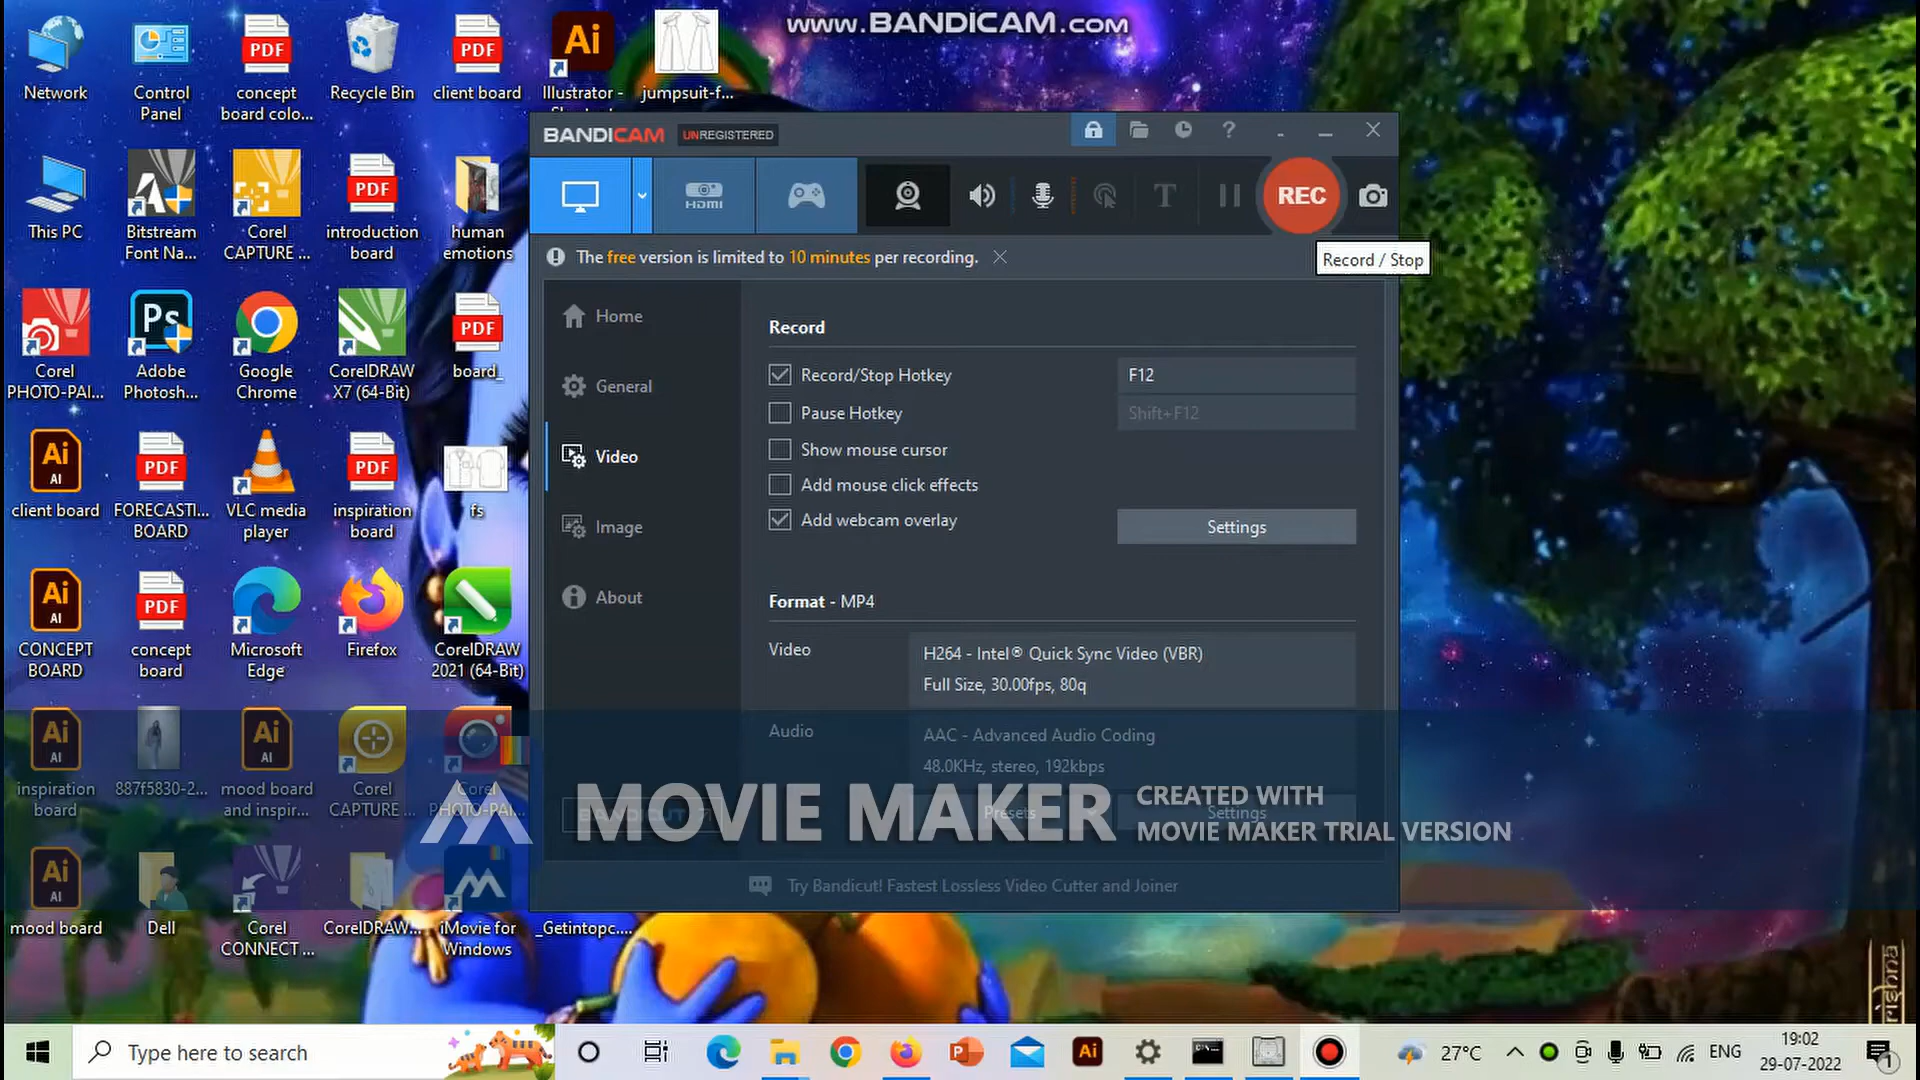 www.BANDICAM.com
Network
Control
Panel
concept
board colo...
Recycle Bin
client board
Illustrator -
jumpsuit-f...
This PC
Bitstream
Font Na...
Corel
CAPTURE ...
introduction
board
human
emotions
Corel
PHOTO-PAI...
Adobe
Photosh...
Google
Chrome
CorelDRAW
X7 (64-Bit)
board_
client board
FORECASTI...
BOARD
VLC media
player
inspiration
board
fs
CONCEPT
BOARD
concept
board
Microsoft
Edge
Firefox
CorelDRAW
2021 (64-Bit)
inspiration
board
887f5830-2...
mood board
and inspir...
Corel
CAPTURE ...
Corel
PHOTO-PAI...
mood board
Dell
Corel
CONNECT ...
CorelDRAW...
iMovie for
Windows
_Getintopc....
BANDICAM UNREGISTERED
HDMI
T
REC
The free version is limited to 10 minutes per recording.
Record / Stop
Home
General
Video
Image
About
Record
Record/Stop Hotkey
F12
Pause Hotkey
Shift+F12
Show mouse cursor
Add mouse click effects
Add webcam overlay
Settings
Format - MP4
Video
H264 - Intel® Quick Sync Video (VBR)
Full Size, 30.00fps, 80q
Audio
AAC - Advanced Audio Coding
48.0KHz, stereo, 192kbps
BANDICUT
Presets
Settings
MOVIE MAKER
CREATED WITH
MOVIE MAKER TRIAL VERSION
Try Bandicut! Fastest Lossless Video Cutter and Joiner
Type here to search
27°C
ENG
19:02
29-07-2022
1